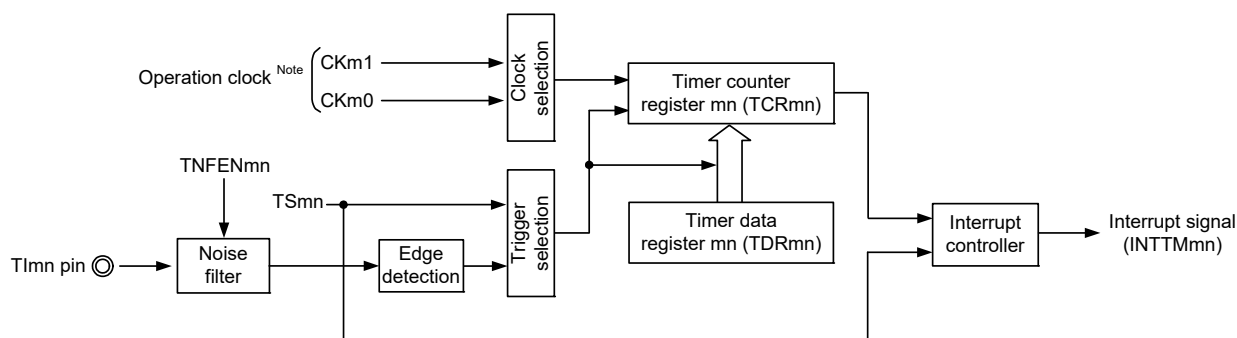 Operation clock Note
CKm1
CKm0
Clock
selection
Timer counter
register mn (TCRmn)
TNFENmn
TSmn
Trigger
selection
Timer data
register mn (TDRmn)
TImn pin
Noise
filter
Edge
detection
Interrupt
controller
Interrupt signal
(INTTMmn)